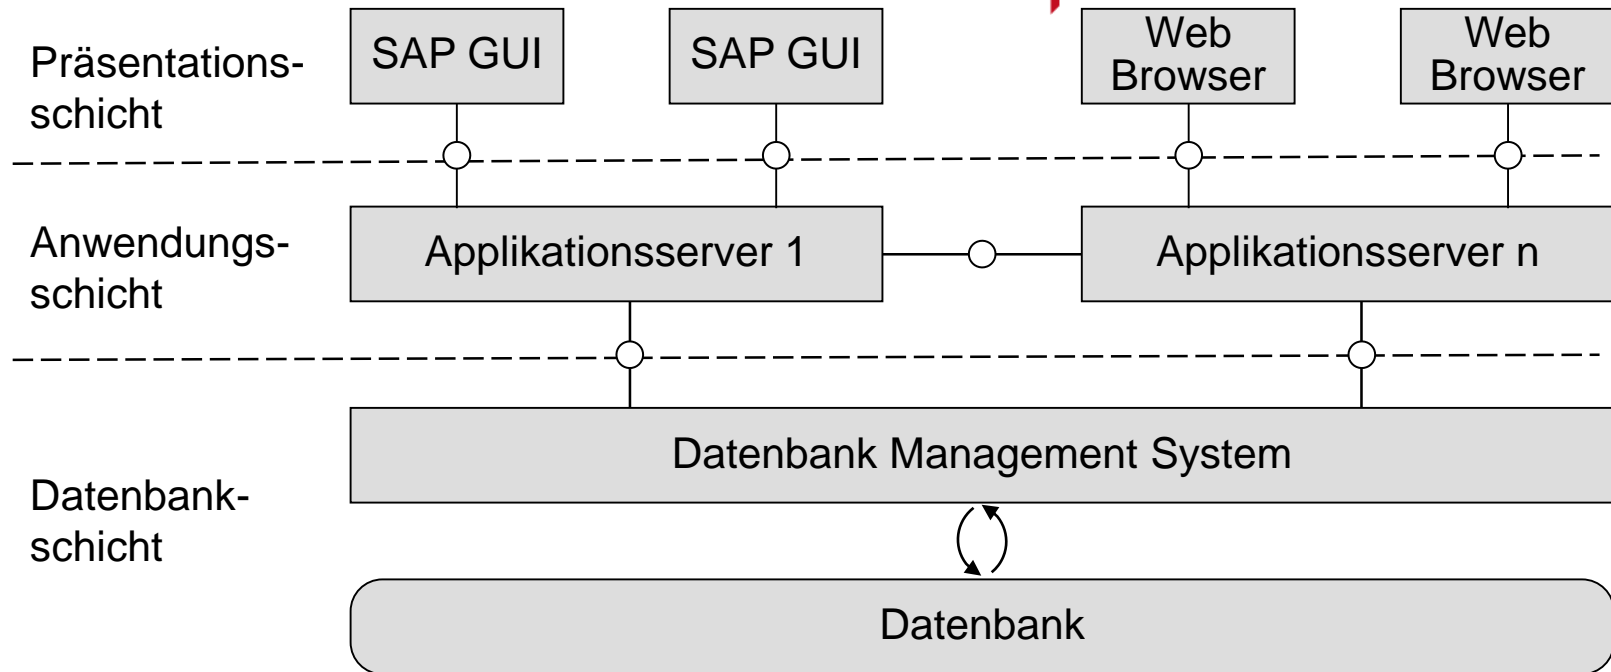 Präsentations-
schicht
SAP GUI
SAP GUI
Web
Browser
Web
Browser
Anwendungs-
schicht
Applikationsserver 1
Applikationsserver n
Datenbank-
schicht
Datenbank Management System
Datenbank